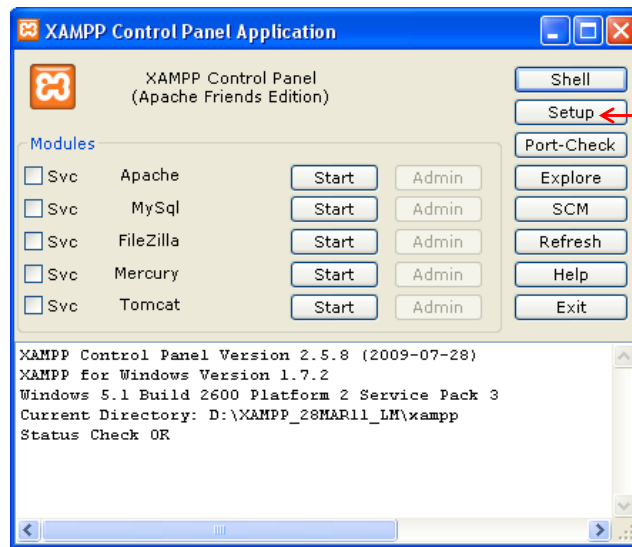 XAMPP Control Panel Application
XAMPP Control Panel
(Apache Friends Edition)
Shell
Setup
Port-Check
Explore
SCM
Refresh
Help
Exit
Modules
Svc Apache Start Admin
Svc MySql Start Admin
Svc FileZilla Start Admin
Svc Mercury Start Admin
Svc Tomcat Start Admin
XAMPP Control Panel Version 2.5.8 (2009-07-28)
XAMPP for Windows Version 1.7.2
Windows 5.1 Build 2600 Platform 2 Service Pack 3
Current Directory: D:\XAMPP_28MAR11_LM\xampp
Status Check OK